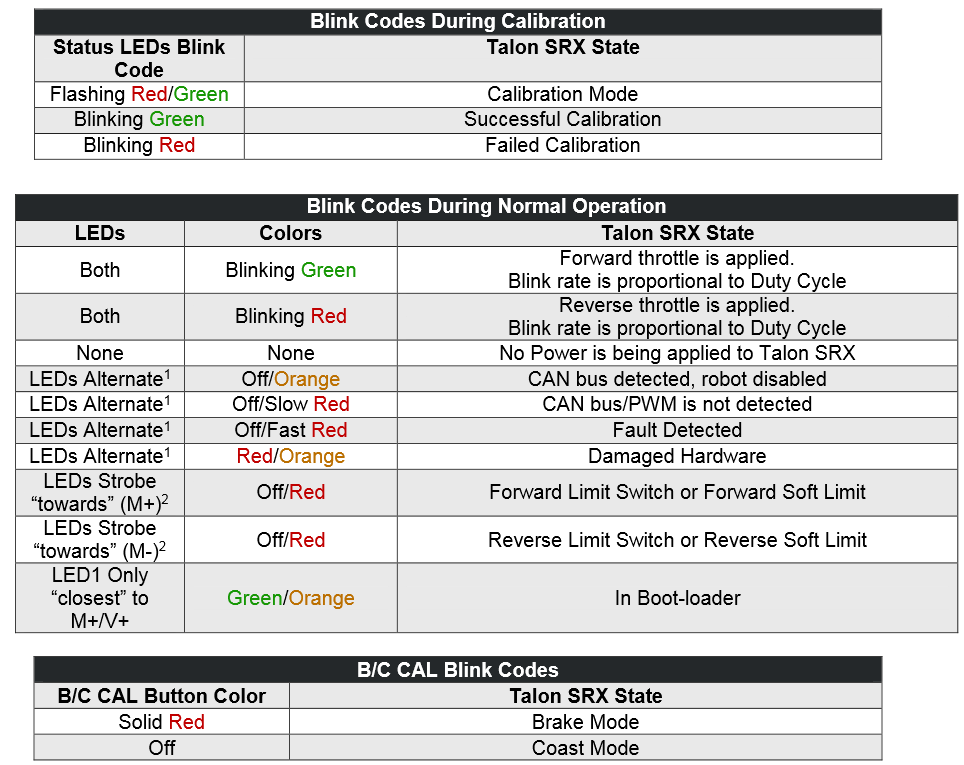 Blink Codes During Calibration
Status LEDs Blink Code Talon SRX State
Flashing Red/Green Calibration Mode
Blinking Green Successful Calibration
Blinking Red Failed Calibration
Blink Codes During Normal Operation
LEDs Colors Talon SRX State
Both Blinking Green Forward throttle is applied.
Blink rate is proportional to Duty Cycle
Both Blinking Red Reverse throttle is applied.
Blink rate is proportional to Duty Cycle
None None No Power is being applied to Talon SRX
LEDs Alternate¹ Off/Orange CAN bus detected, robot disabled
LEDs Alternate¹ Off/Slow Red CAN bus/PWM is not detected
LEDs Alternate¹ Off/Fast Red Fault Detected
LEDs Alternate¹ Red/Orange Damaged Hardware
LEDs Strobe
“towards” (M+)² Off/Red Forward Limit Switch or Forward Soft Limit
LEDs Strobe
“towards” (M-)² Off/Red Reverse Limit Switch or Reverse Soft Limit
LED1 Only
“closest” to
M+/V+ Green/Orange In Boot-loader
B/C CAL Blink Codes
B/C CAL Button Color Talon SRX State
Solid Red Brake Mode
Off Coast Mode